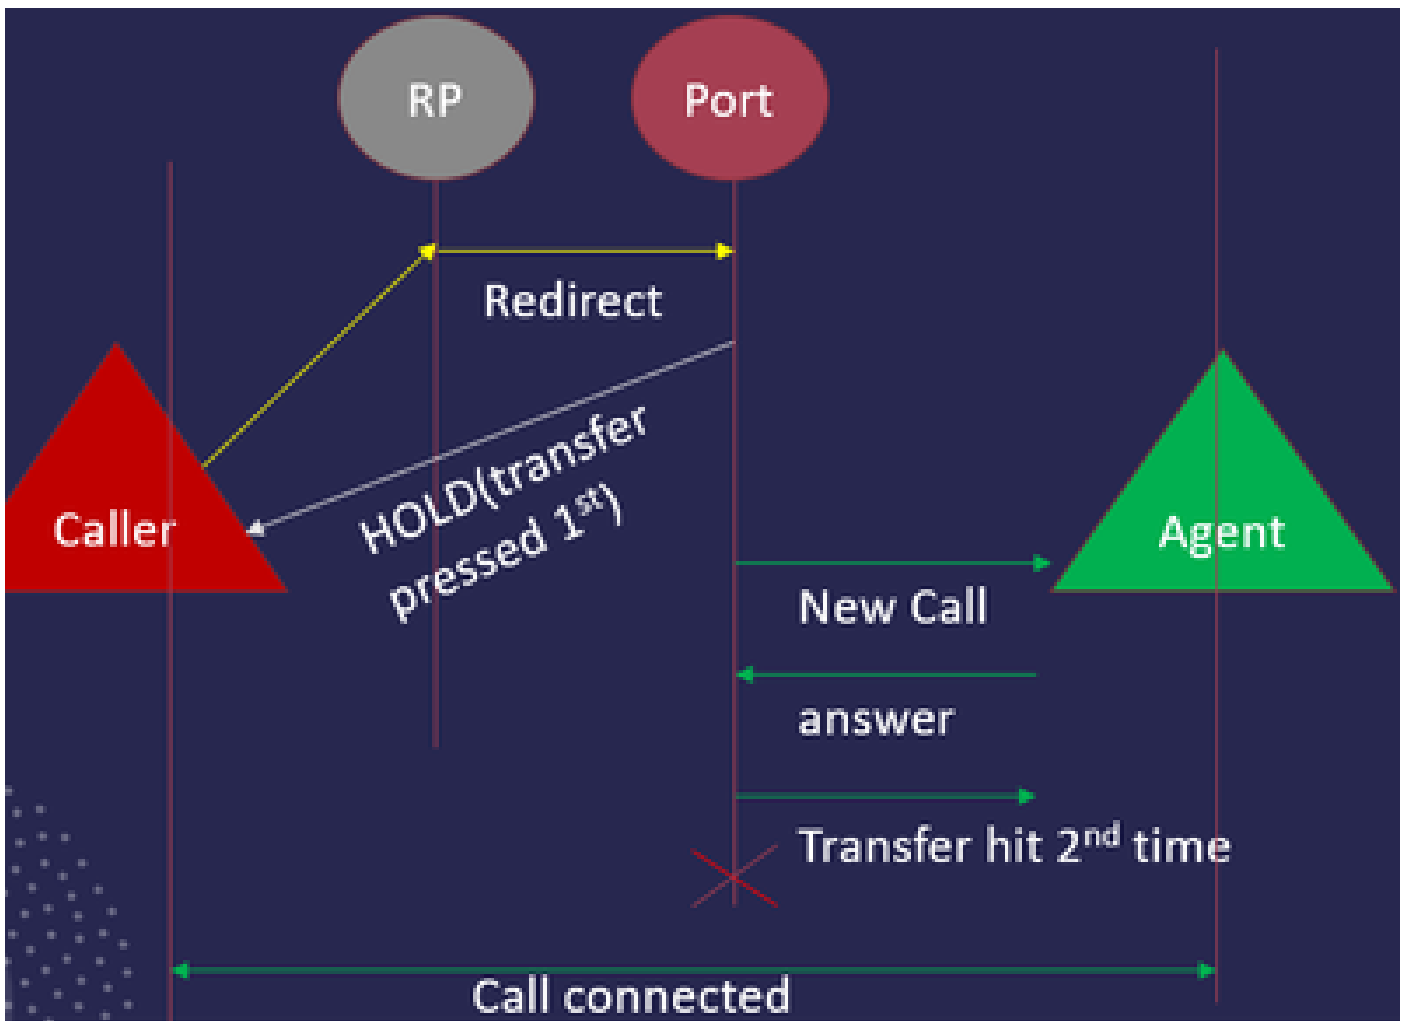 RP
Port
Redirect
HOLD(transfer
pressed 1st)
Caller
Agent
New Call
answer
Transfer hit 2nd time
Call connected